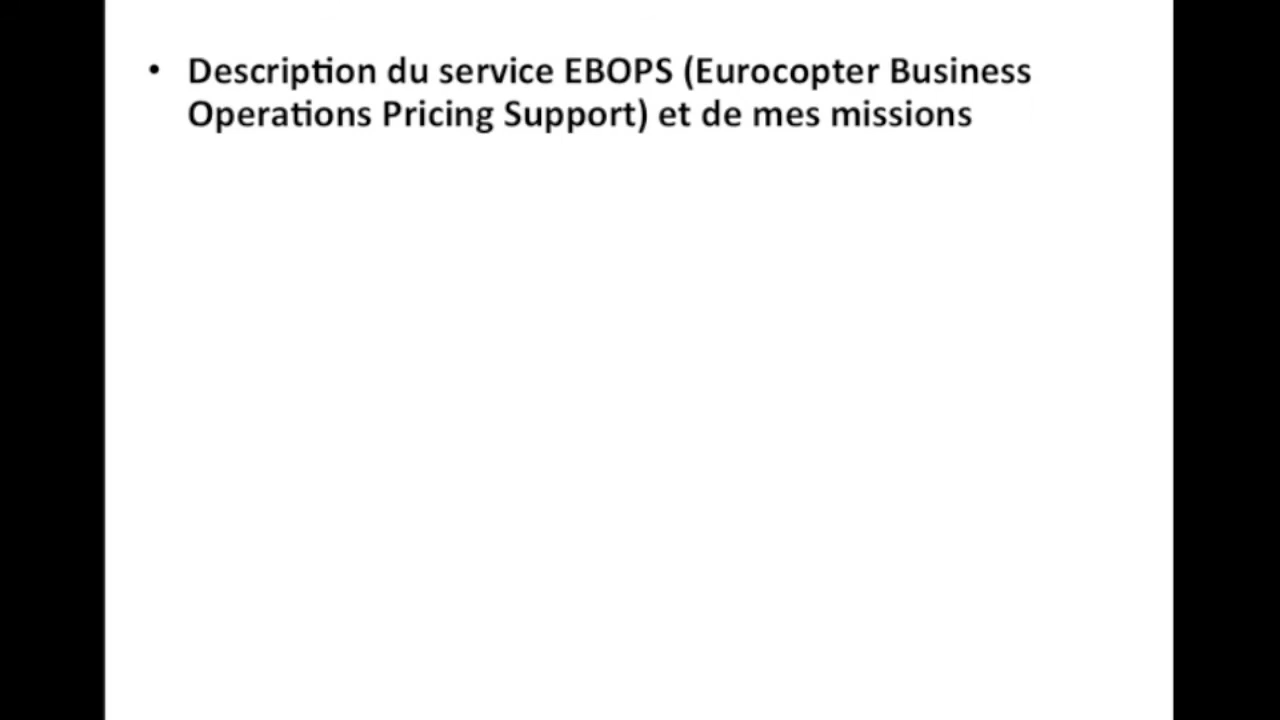 • Description du service EBOPS (Eurocopter Business
Operations Pricing Support) et de mes missions